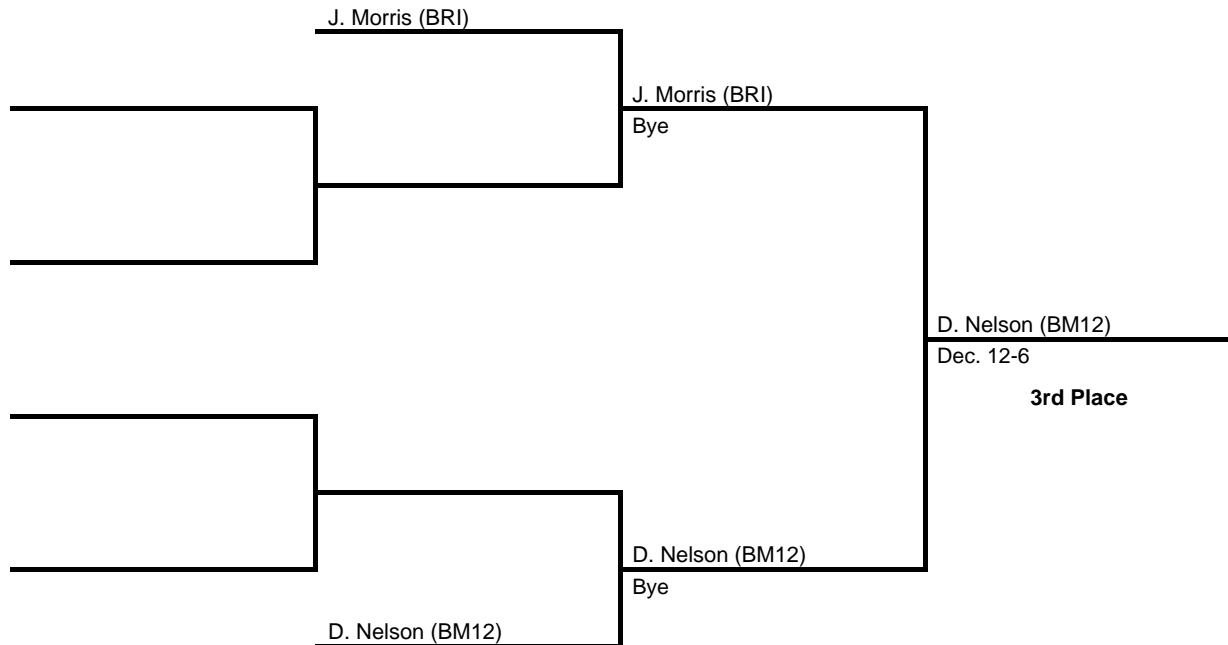 J. Morris (BRI)
J. Morris (BRI)
Bye
D. Nelson (BM12)
Dec. 12-6
3rd Place
D. Nelson (BM12)
Bye
D. Nelson (BM12)